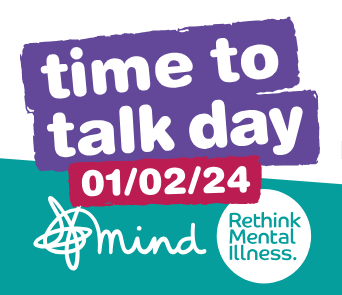 time to
talk day
01/02/24
mind
Rethink
Mental
Illness.